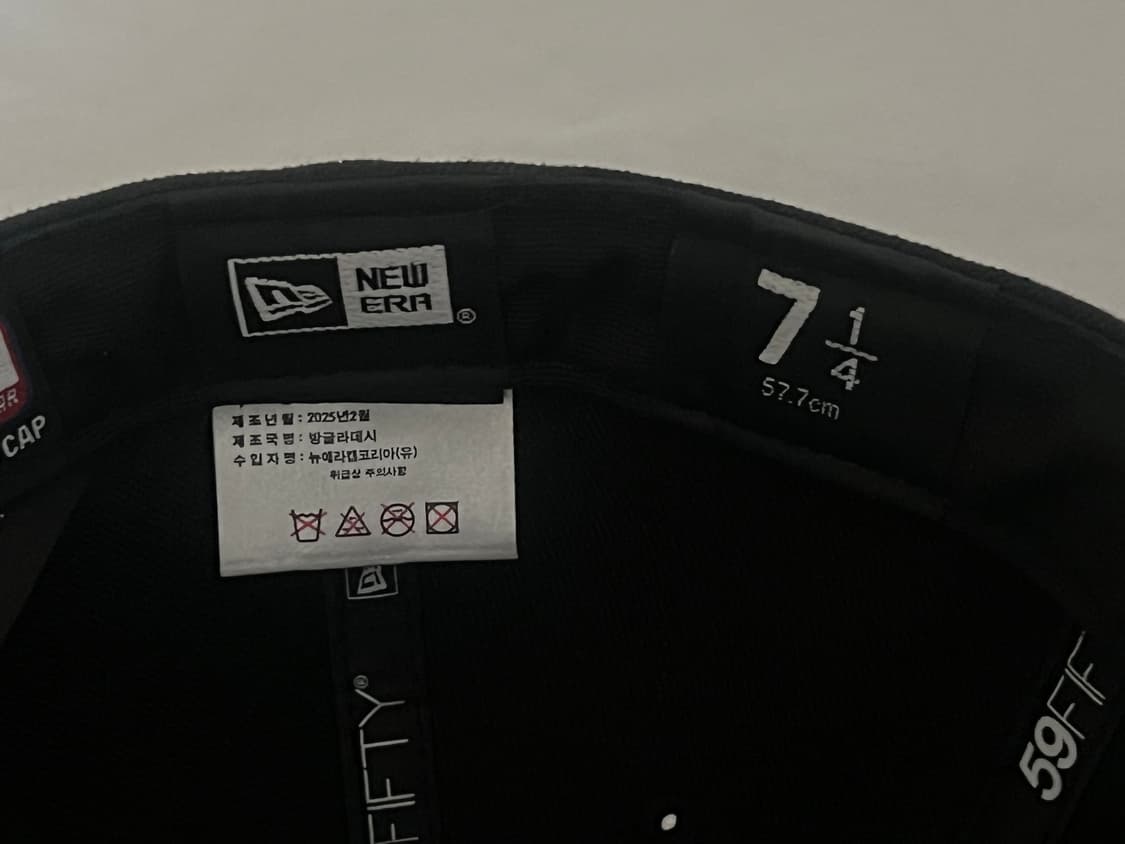 NEW
ERA
®
7 1/4
57.7cm
CAP
제조년월 : 2025년2월
제조국명 : 방글라데시
수입자명 : 뉴에라캡코리아(유)
취급상 주의사항
FIFTY®
59FIF